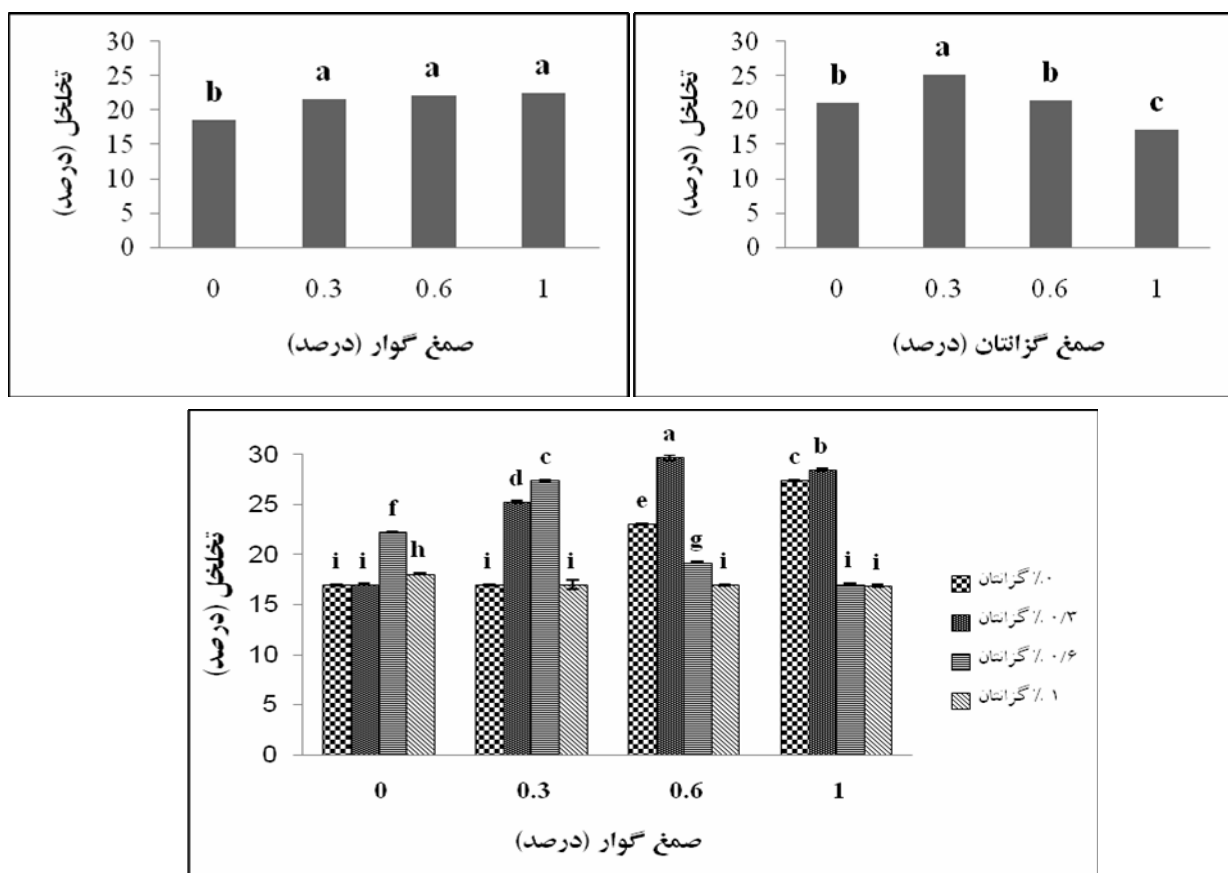 تخلخل (درصد)
30
25
20
15
10
5
0
b
a
a
a
0
0.3
0.6
1
صمغ گوار (درصد)
تخلخل (درصد)
30
25
20
15
10
5
0
b
a
b
c
0
0.3
0.6
1
صمغ گزانتان (درصد)
تخلخل (درصد)
30
25
20
15
10
5
0
i
i
f
h
i
d
c
i
e
a
g
i
c
b
i
i
0
0.3
0.6
1
صمغ گوار (درصد)
۰٪ گزانتان
۰/۳ ٪ گزانتان
۰/۶ ٪ گزانتان
۱ ٪ گزانتان